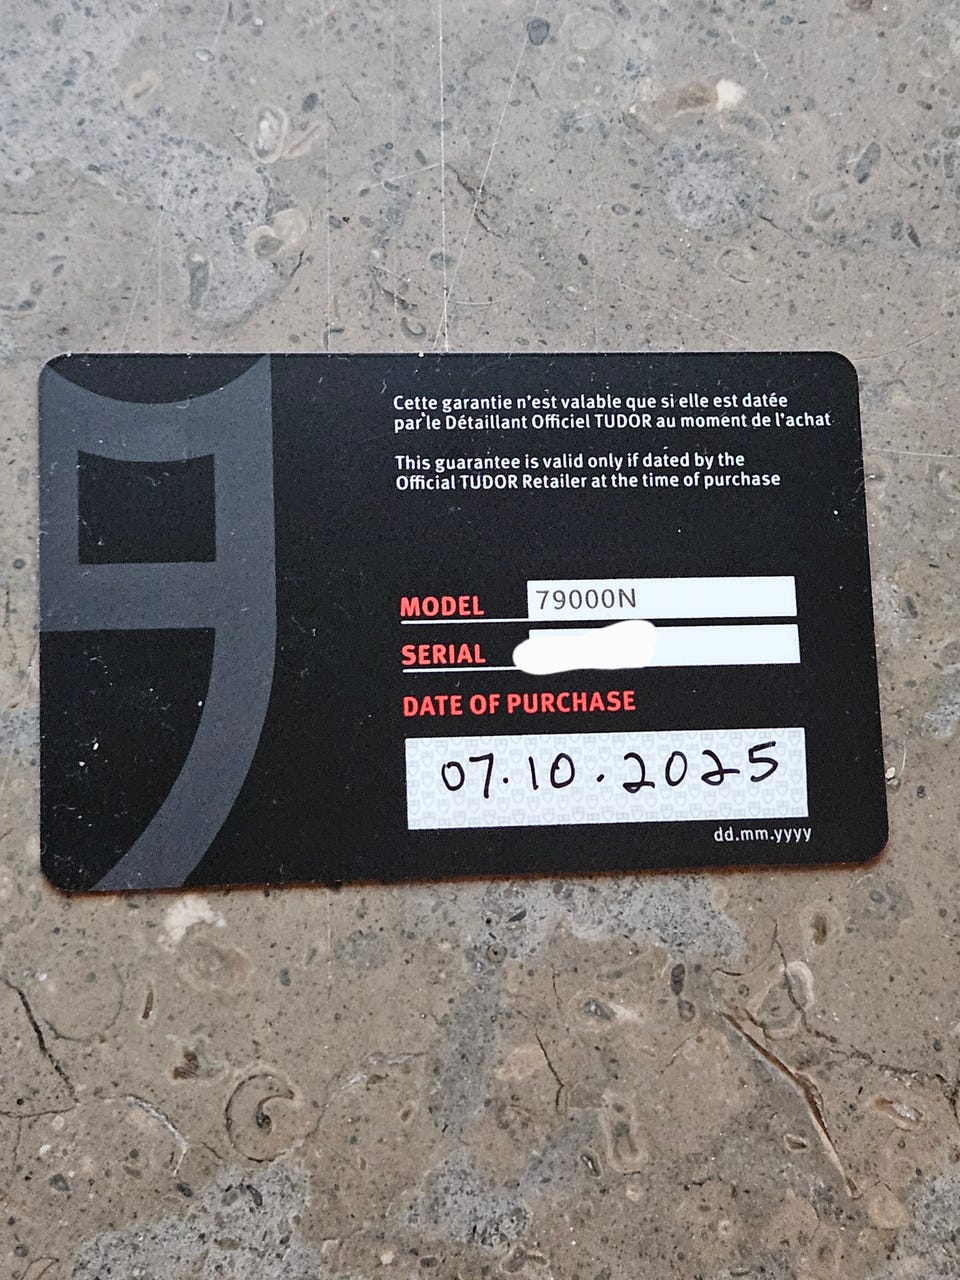 Cette garantie n'est valable que si elle est datée
par le Détaillant Officiel TUDOR au moment de l'achat
This guarantee is valid only if dated by the
Official TUDOR Retailer at the time of purchase
MODEL 79000N
SERIAL
DATE OF PURCHASE
07.10.2025
dd.mm.yyyy